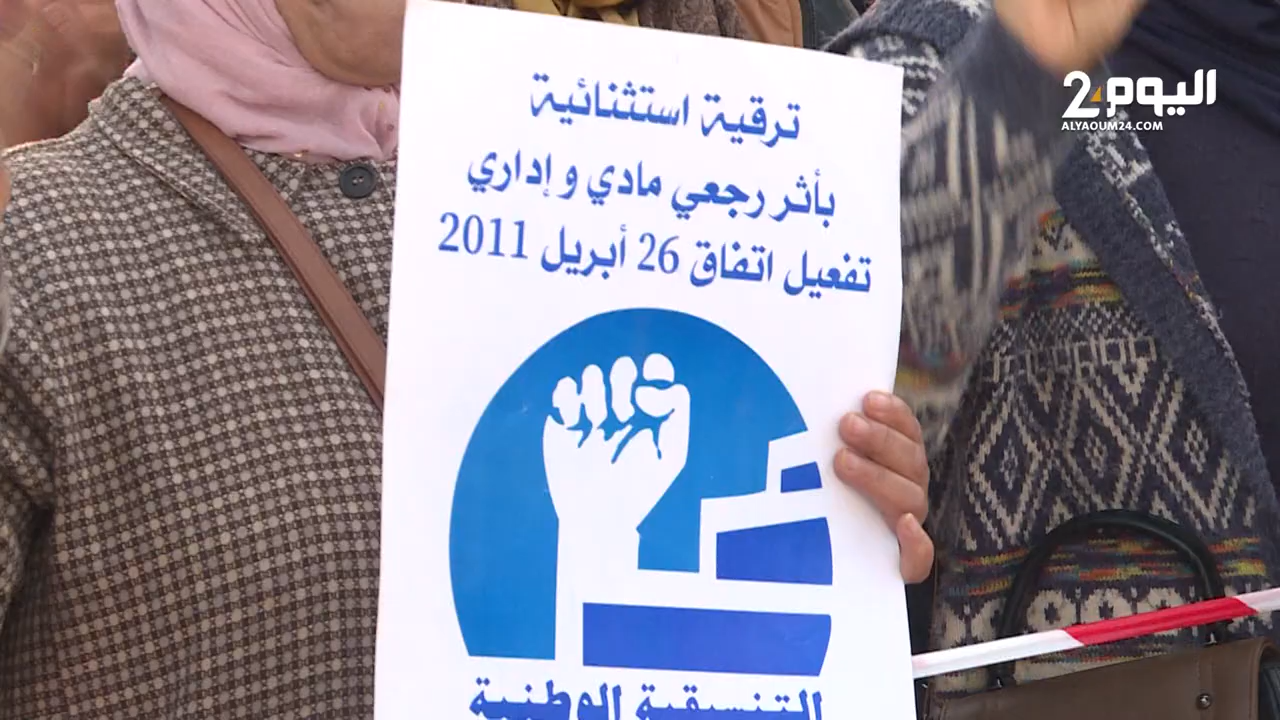 اليوم 24
ALYAOUM24.COM
ترقية استثنائية
بأثر رجعي مادي و إداري
تفعيل اتفاق 26 أبريل 2011
التنسيقية الوطنية